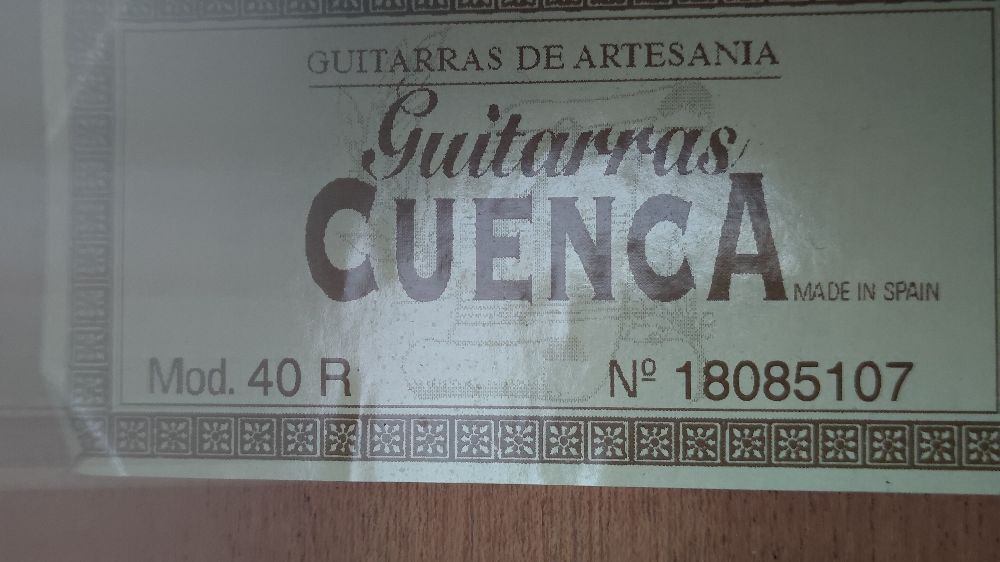 GUITARRAS DE ARTESANIA
Guitarras
CUENCA
MADE IN SPAIN
Mod. 40 R
Nº 18085107